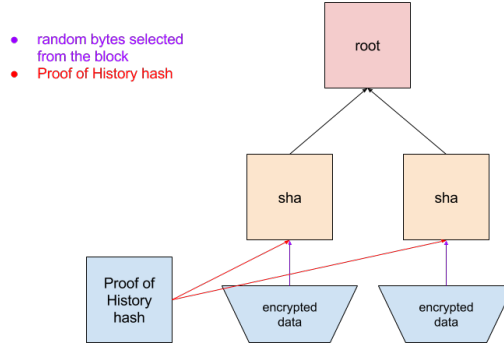 random bytes selected
from the block
Proof of History hash
root
sha
sha
Proof of
History
hash
encrypted
data
encrypted
data